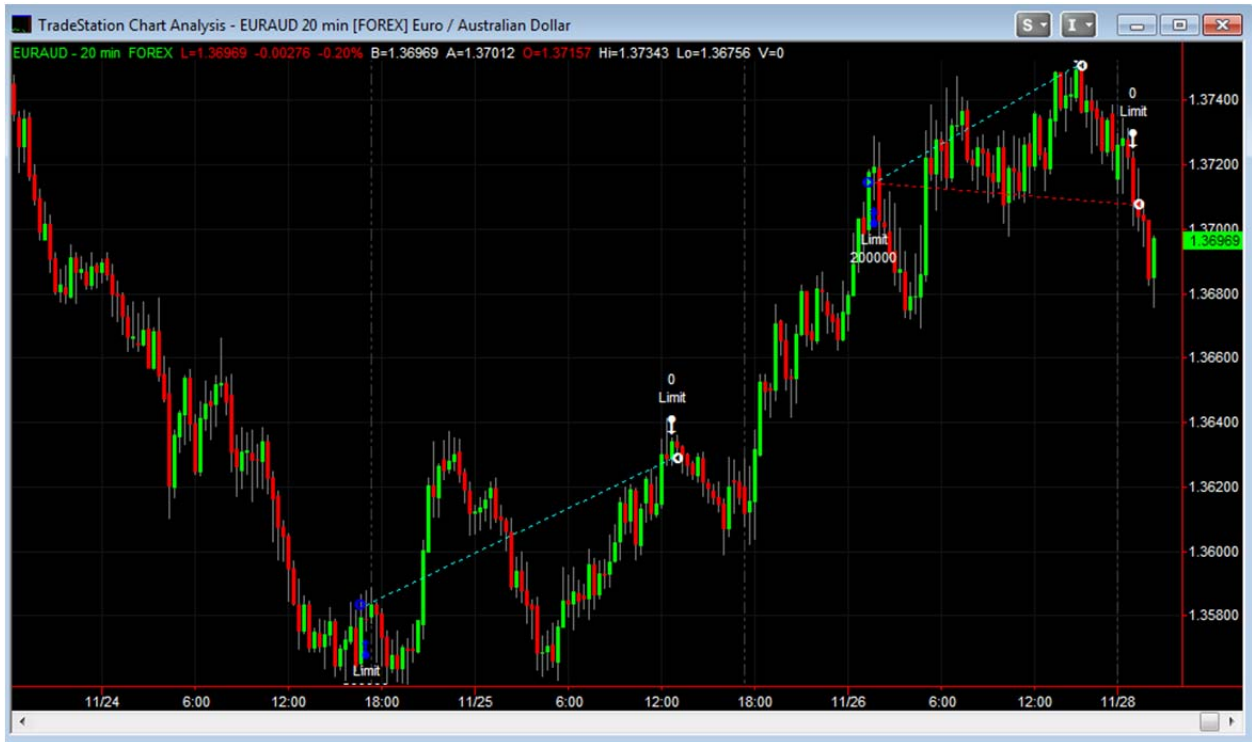 TradeStation Chart Analysis - EURAUD 20 min [FOREX] Euro / Australian Dollar
S
I
EURAUD - 20 min FOREX L=1.36969 -0.00276 -0.20% B=1.36969 A=1.37012 O=1.37157 Hi=1.37343 Lo=1.36756 V=0
1.37400
0
Limit
1.37200
1.37000
1.36969
Limit
200000
1.36800
1.36600
0
Limit
1.36400
1.36200
1.36000
1.35800
Limit
11/24 6:00 12:00 18:00 11/25 6:00 12:00 18:00 11/26 6:00 12:00 11/28